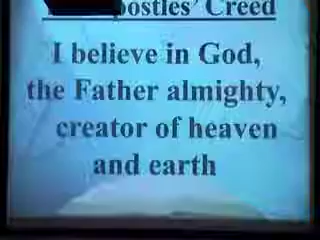 postles' Creed
I believe in God,
the Father almighty,
creator of heaven
and earth